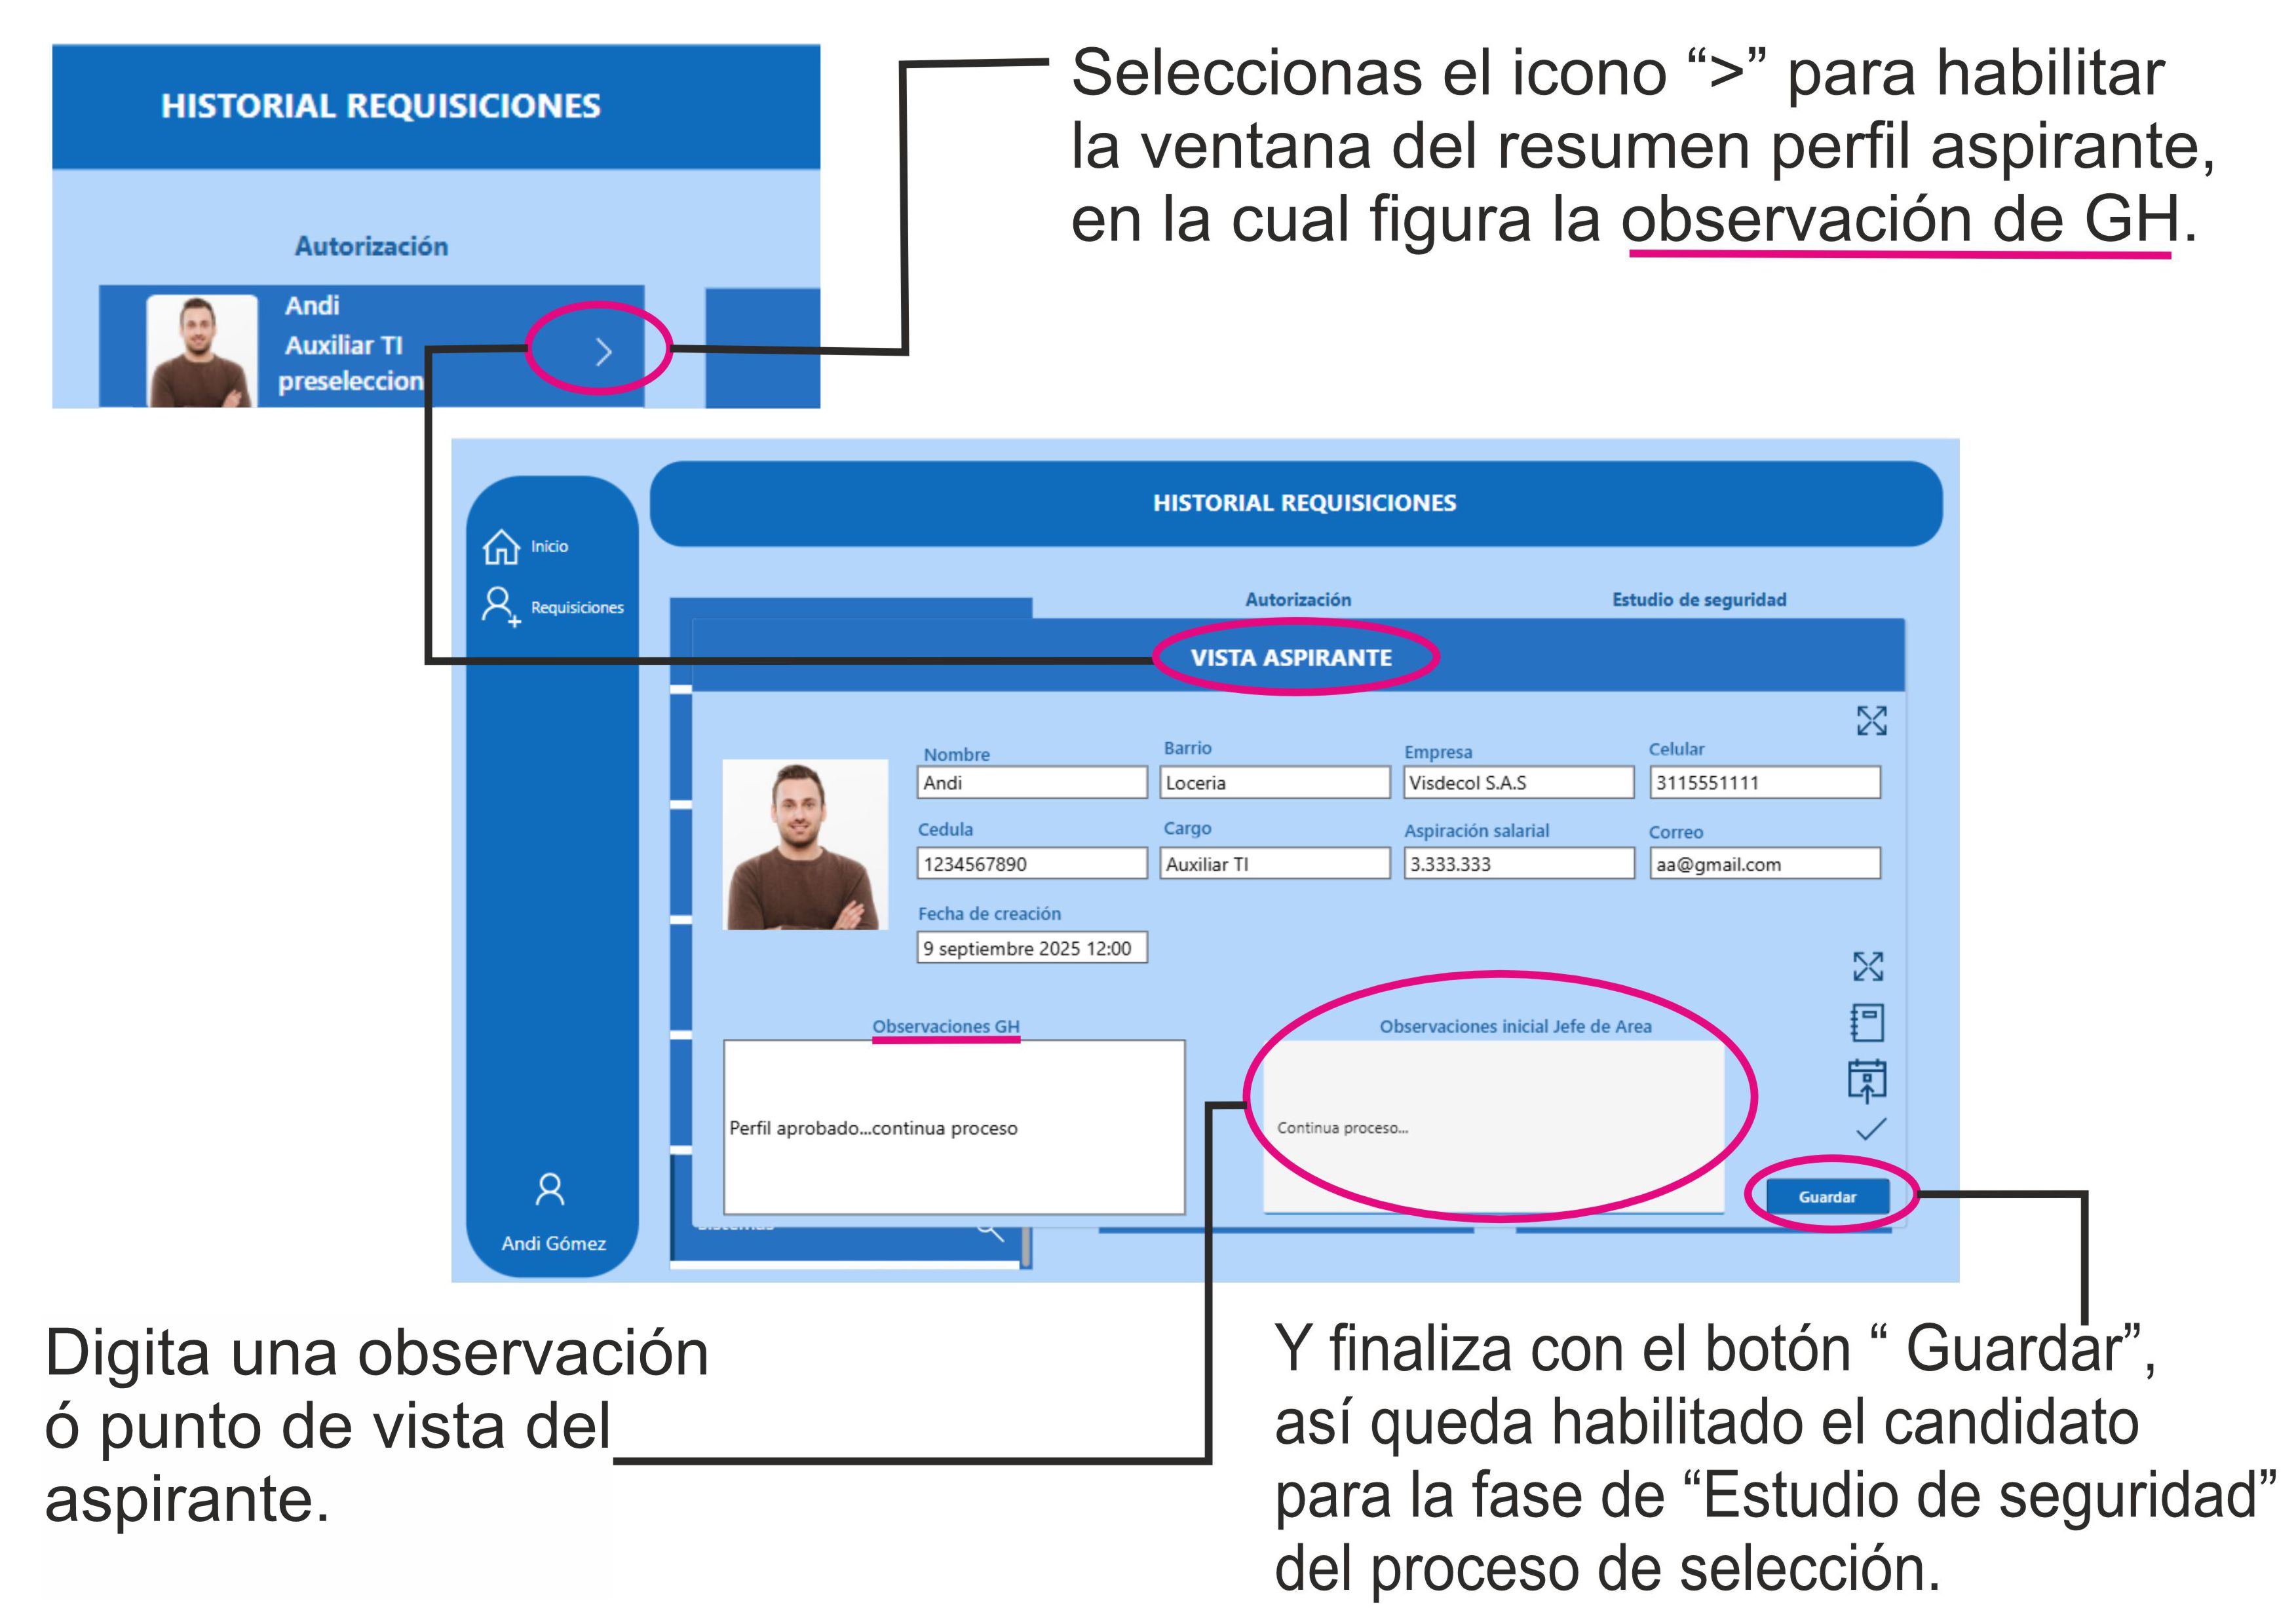 HISTORIAL REQUISICIONES
Autorización
Andi
Auxiliar TI
preseleccion
Seleccionas el icono “>” para habilitar
la ventana del resumen perfil aspirante,
en la cual figura la observación de GH.
HISTORIAL REQUISICIONES
Inicio
Requisiciones
Autorización
Estudio de seguridad
VISTA ASPIRANTE
Nombre
Barrio
Empresa
Celular
Andi
Loceria
Visdecol S.A.S
3115551111
Cedula
Cargo
Aspiración salarial
Correo
1234567890
Auxiliar TI
3.333.333
aa@gmail.com
Fecha de creación
9 septiembre 2025 12:00
Observaciones GH
Observaciones inicial Jefe de Area
Perfil aprobado...continua proceso
Continua proceso...
Guardar
Sistemas
Andi Gómez
Digita una observación
ó punto de vista del
aspirante.
Y finaliza con el botón “ Guardar”,
así queda habilitado el candidato
para la fase de “Estudio de seguridad”
del proceso de selección.